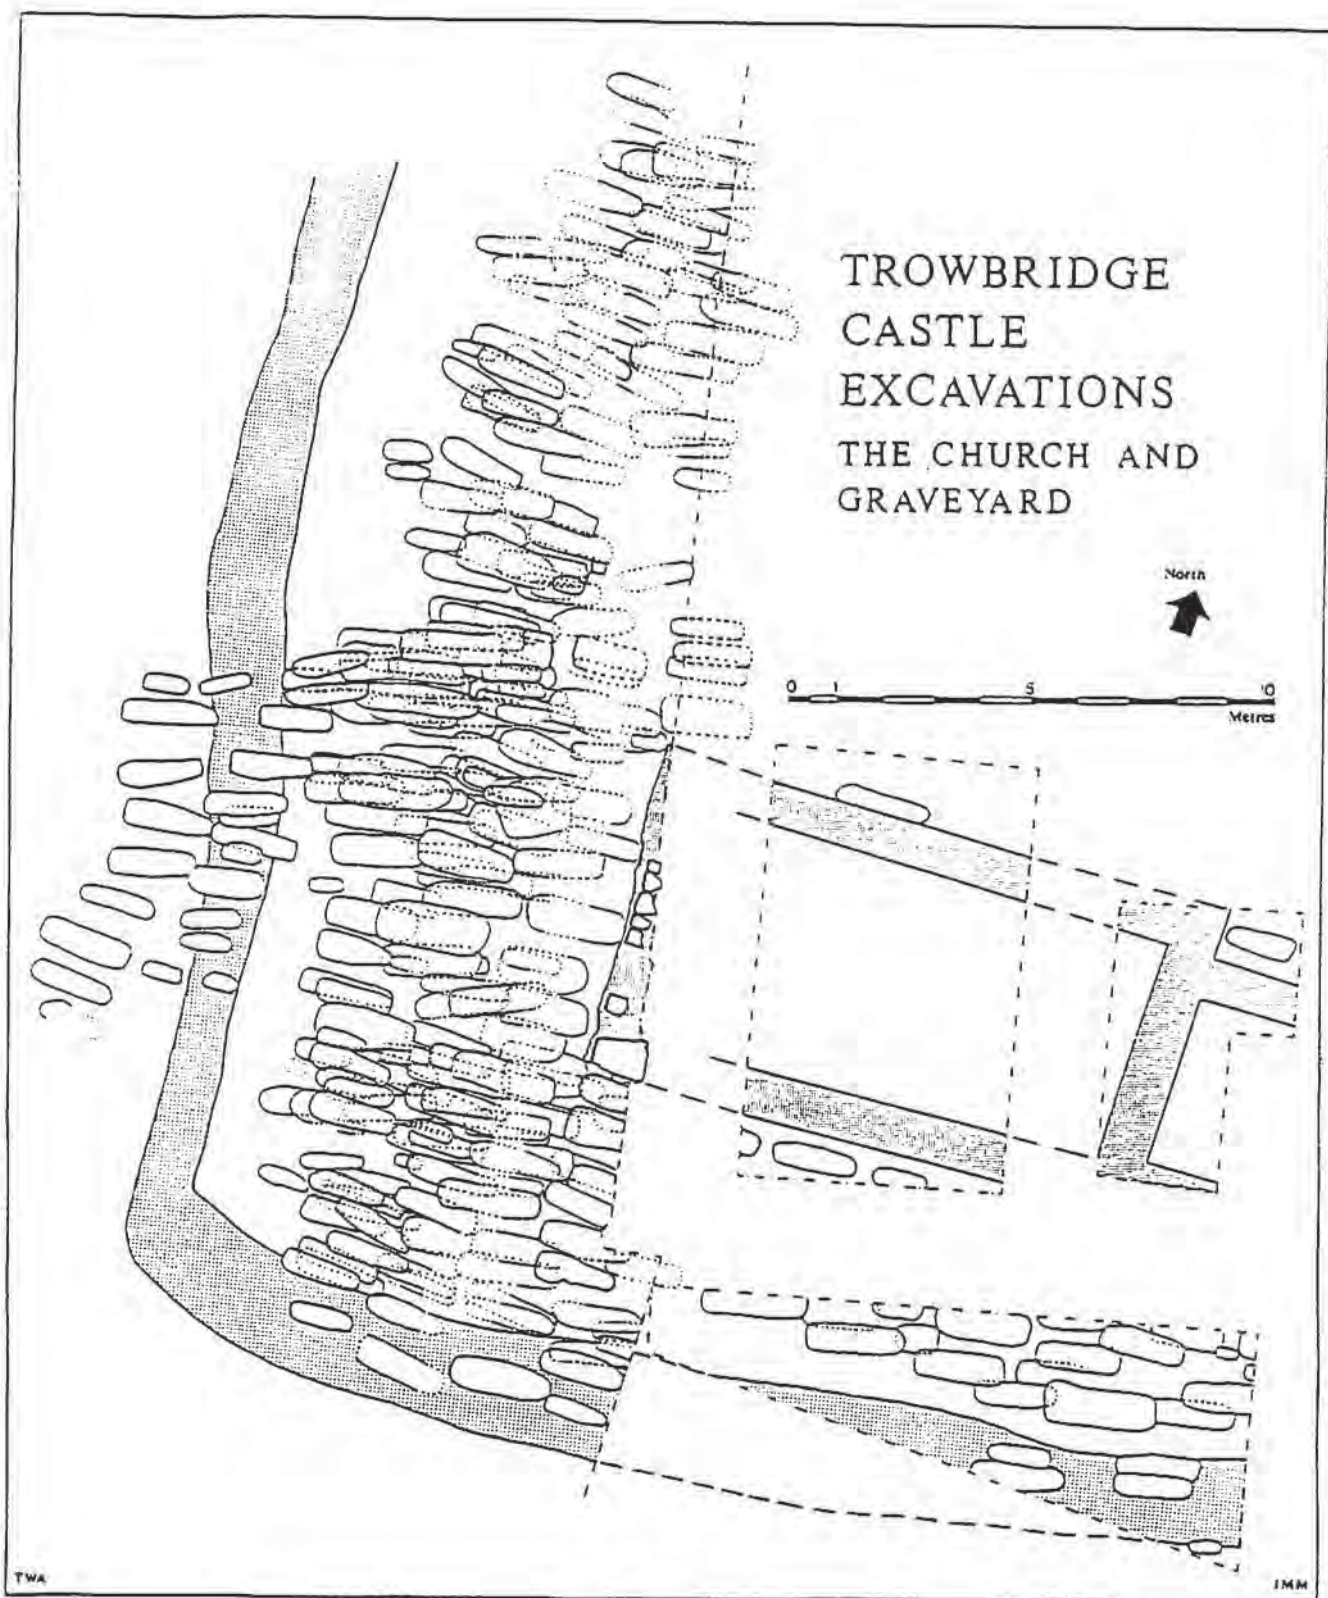 TROWBRIDGE
CASTLE
EXCAVATIONS
THE CHURCH AND
GRAVEYARD
North
0 1 5 10
Metres
TWA
IMM